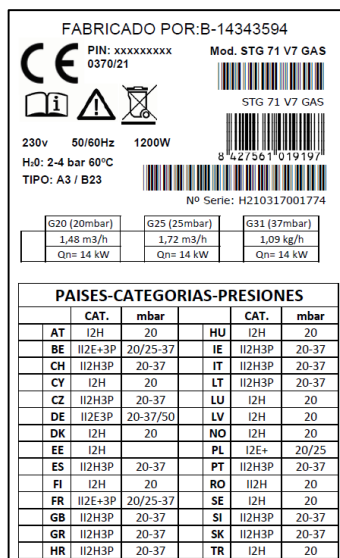 FABRICADO POR:B-14343594
CE
PIN: xxxxxxxxx
0370/21
Mod. STG 71 V7 GAS
STG 71 V7 GAS
8 427561 019197
230v 50/60Hz 1200W
H₂0: 2-4 bar 60ºC
TIPO: A3 / B23
Nº Serie: H210317001774
G20 (20mbar) G25 (25mbar) G31 (37mbar)
1,48 m3/h 1,72 m3/h 1,09 kg/h
Qn= 14 kW Qn= 14 kW Qn= 14 kW
PAISES-CATEGORIAS-PRESIONES
CAT. mbar CAT. mbar
AT I2H 20 HU I2H 20
BE II2E+3P 20/25-37 IE II2H3P 20-37
CH II2H3P 20-37 IT II2H3P 20-37
CY I2H 20 LT II2H3P 20-37
CZ II2H3P 20-37 LU I2H 20
DE II2E3P 20-37/50 LV I2H 20
DK I2H 20 NO I2H 20
EE I2H PL I2E+ 20/25
ES II2H3P 20-37 PT II2H3P 20-37
FI I2H 20 RO II2H 20
FR II2E+3P 20/25-37 SE I2H 20
GB II2H3P 20-37 SI II2H3P 20-37
GR II2H3P 20-37 SK II2H3P 20-37
HR II2H3P 20-37 TR I2H 20